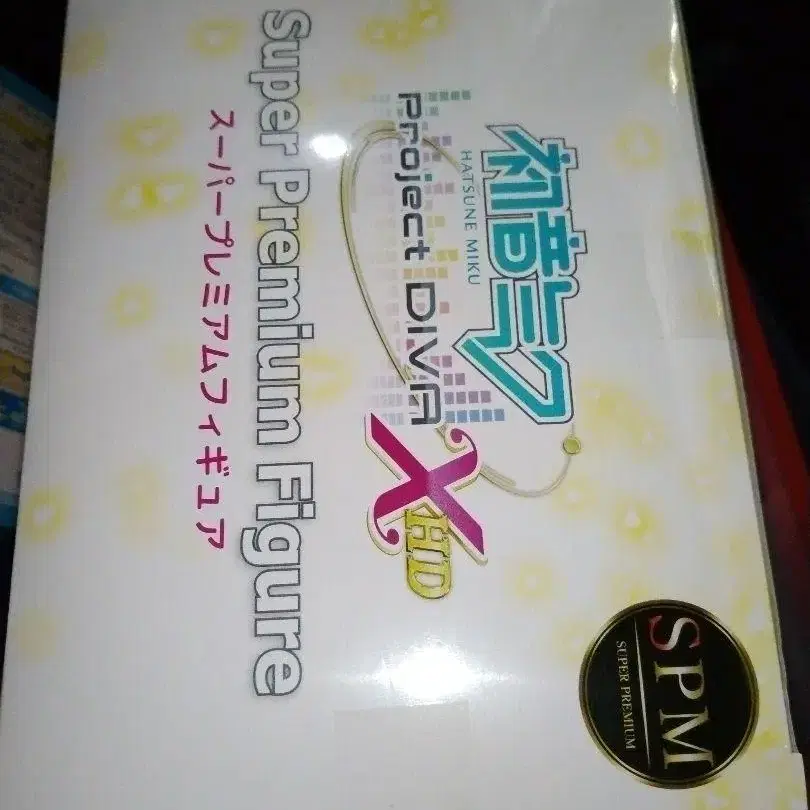 初音ミク
HATSUNE MIKU
Project DIVA
X HD
Super Premium Figure
スーパープレミアムフィギュア
SPM
SUPER PREMIUM